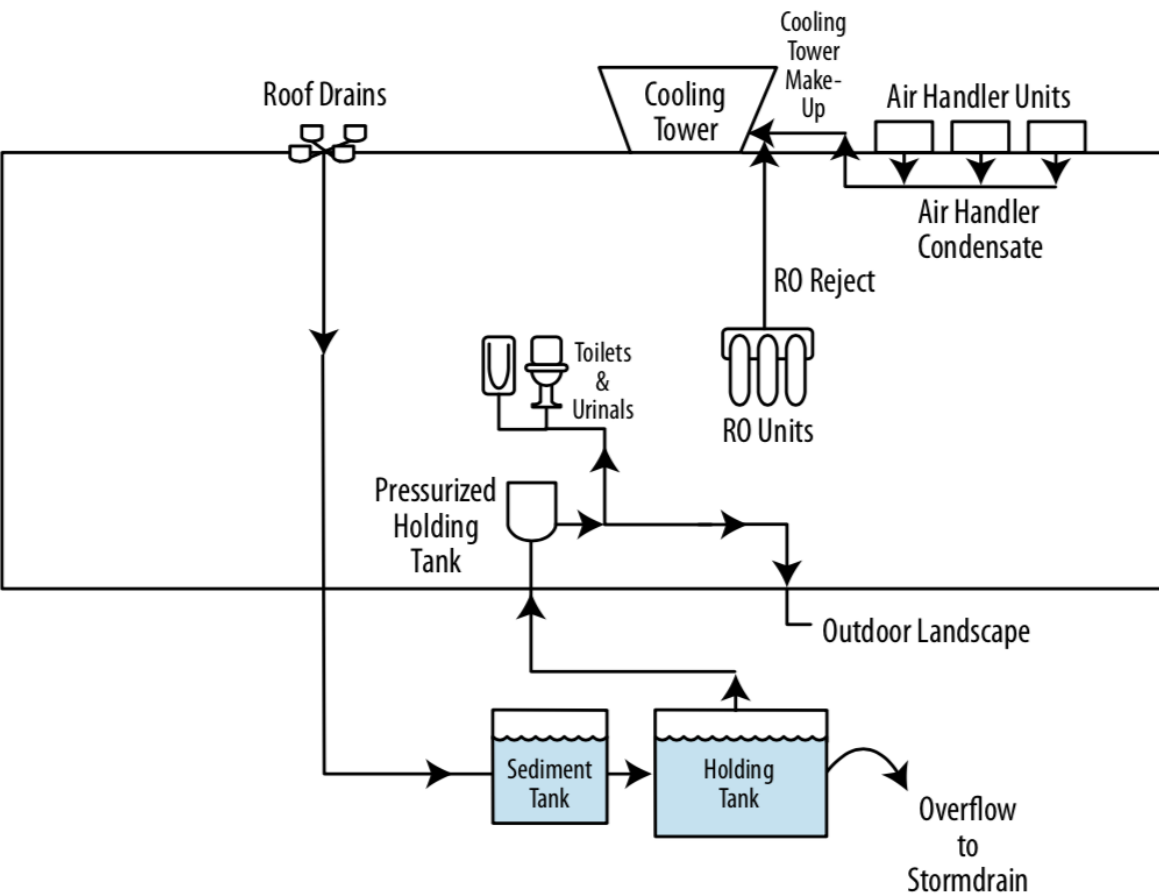 Cooling
Tower
Make-
Up
Roof Drains
Cooling
Tower
Air Handler Units
Air Handler
Condensate
RO Reject
Toilets
&
Urinals
RO Units
Pressurized
Holding
Tank
Outdoor Landscape
Sediment
Tank
Holding
Tank
Overflow
to
Stormdrain